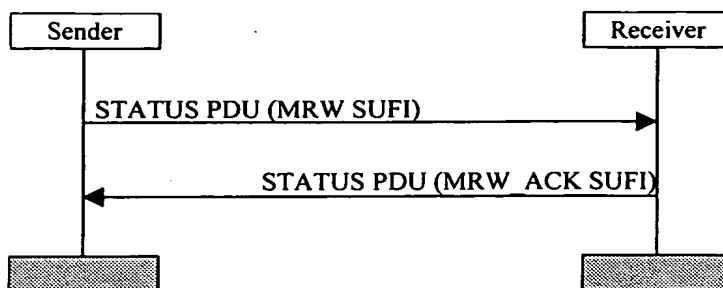 Sender
Receiver
STATUS PDU (MRW SUFI)
STATUS PDU (MRW_ACK SUFI)